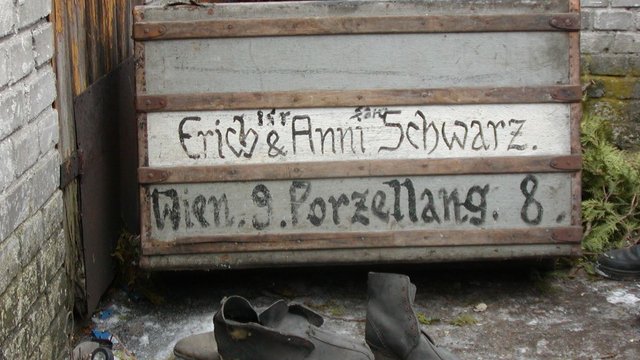 Erich & Anni Schwarz.
Wien. 9. Porzellang. 8.